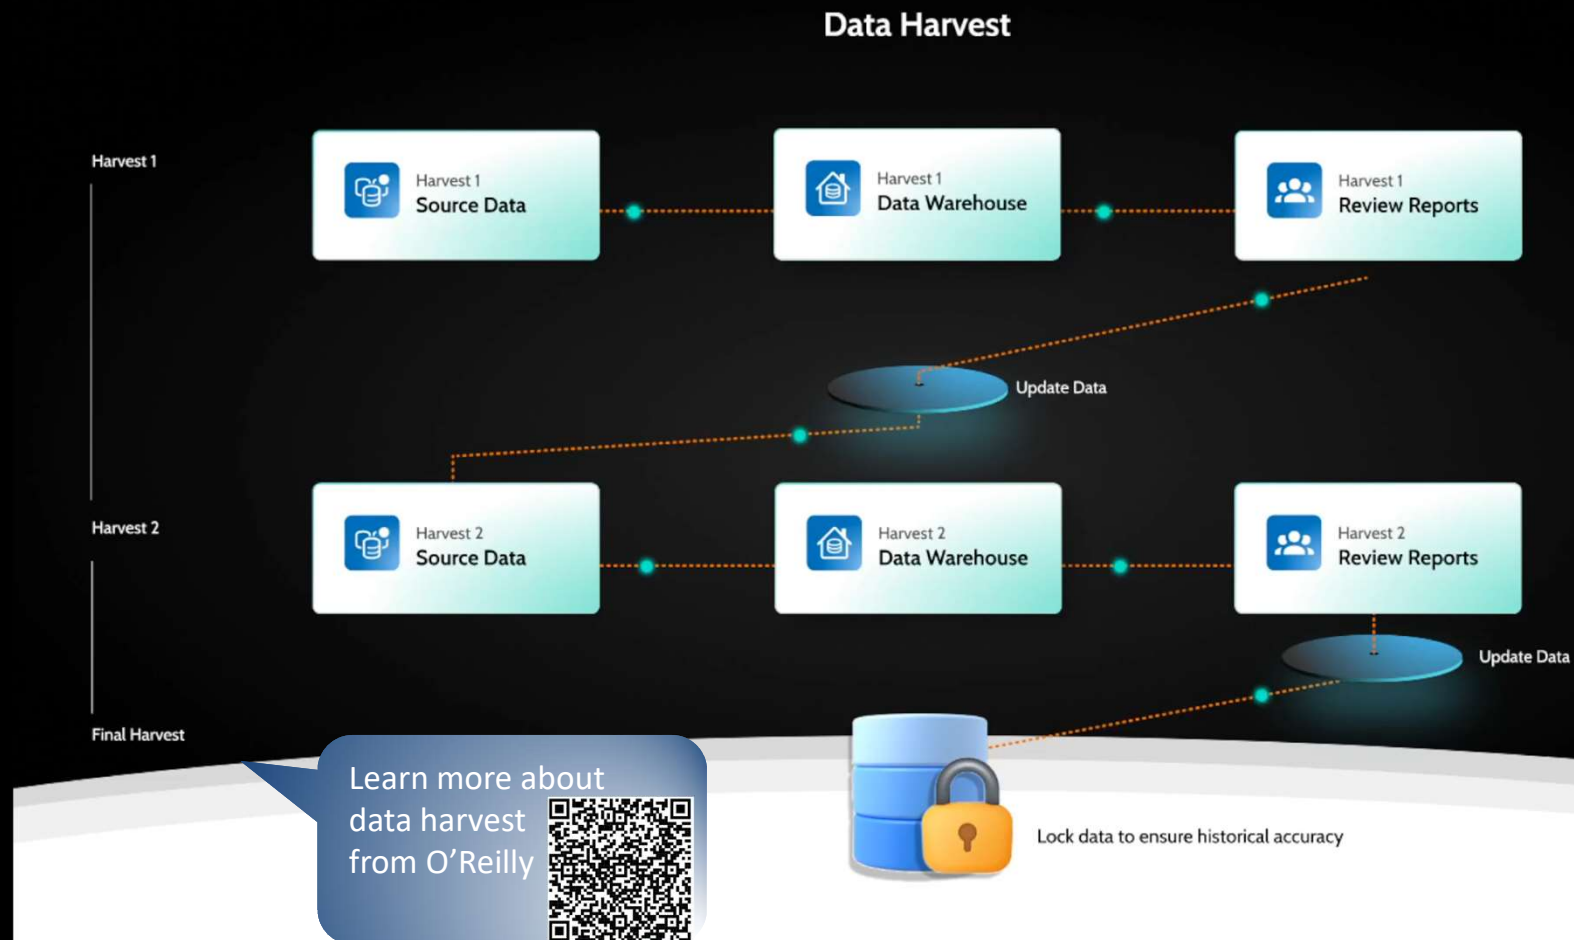 Data Harvest
Harvest 1
Harvest 1
Source Data
Harvest 1
Data Warehouse
Harvest 1
Review Reports
Update Data
Harvest 2
Harvest 2
Source Data
Harvest 2
Data Warehouse
Harvest 2
Review Reports
Update Data
Final Harvest
Learn more about
data harvest
from O’Reilly
Lock data to ensure historical accuracy